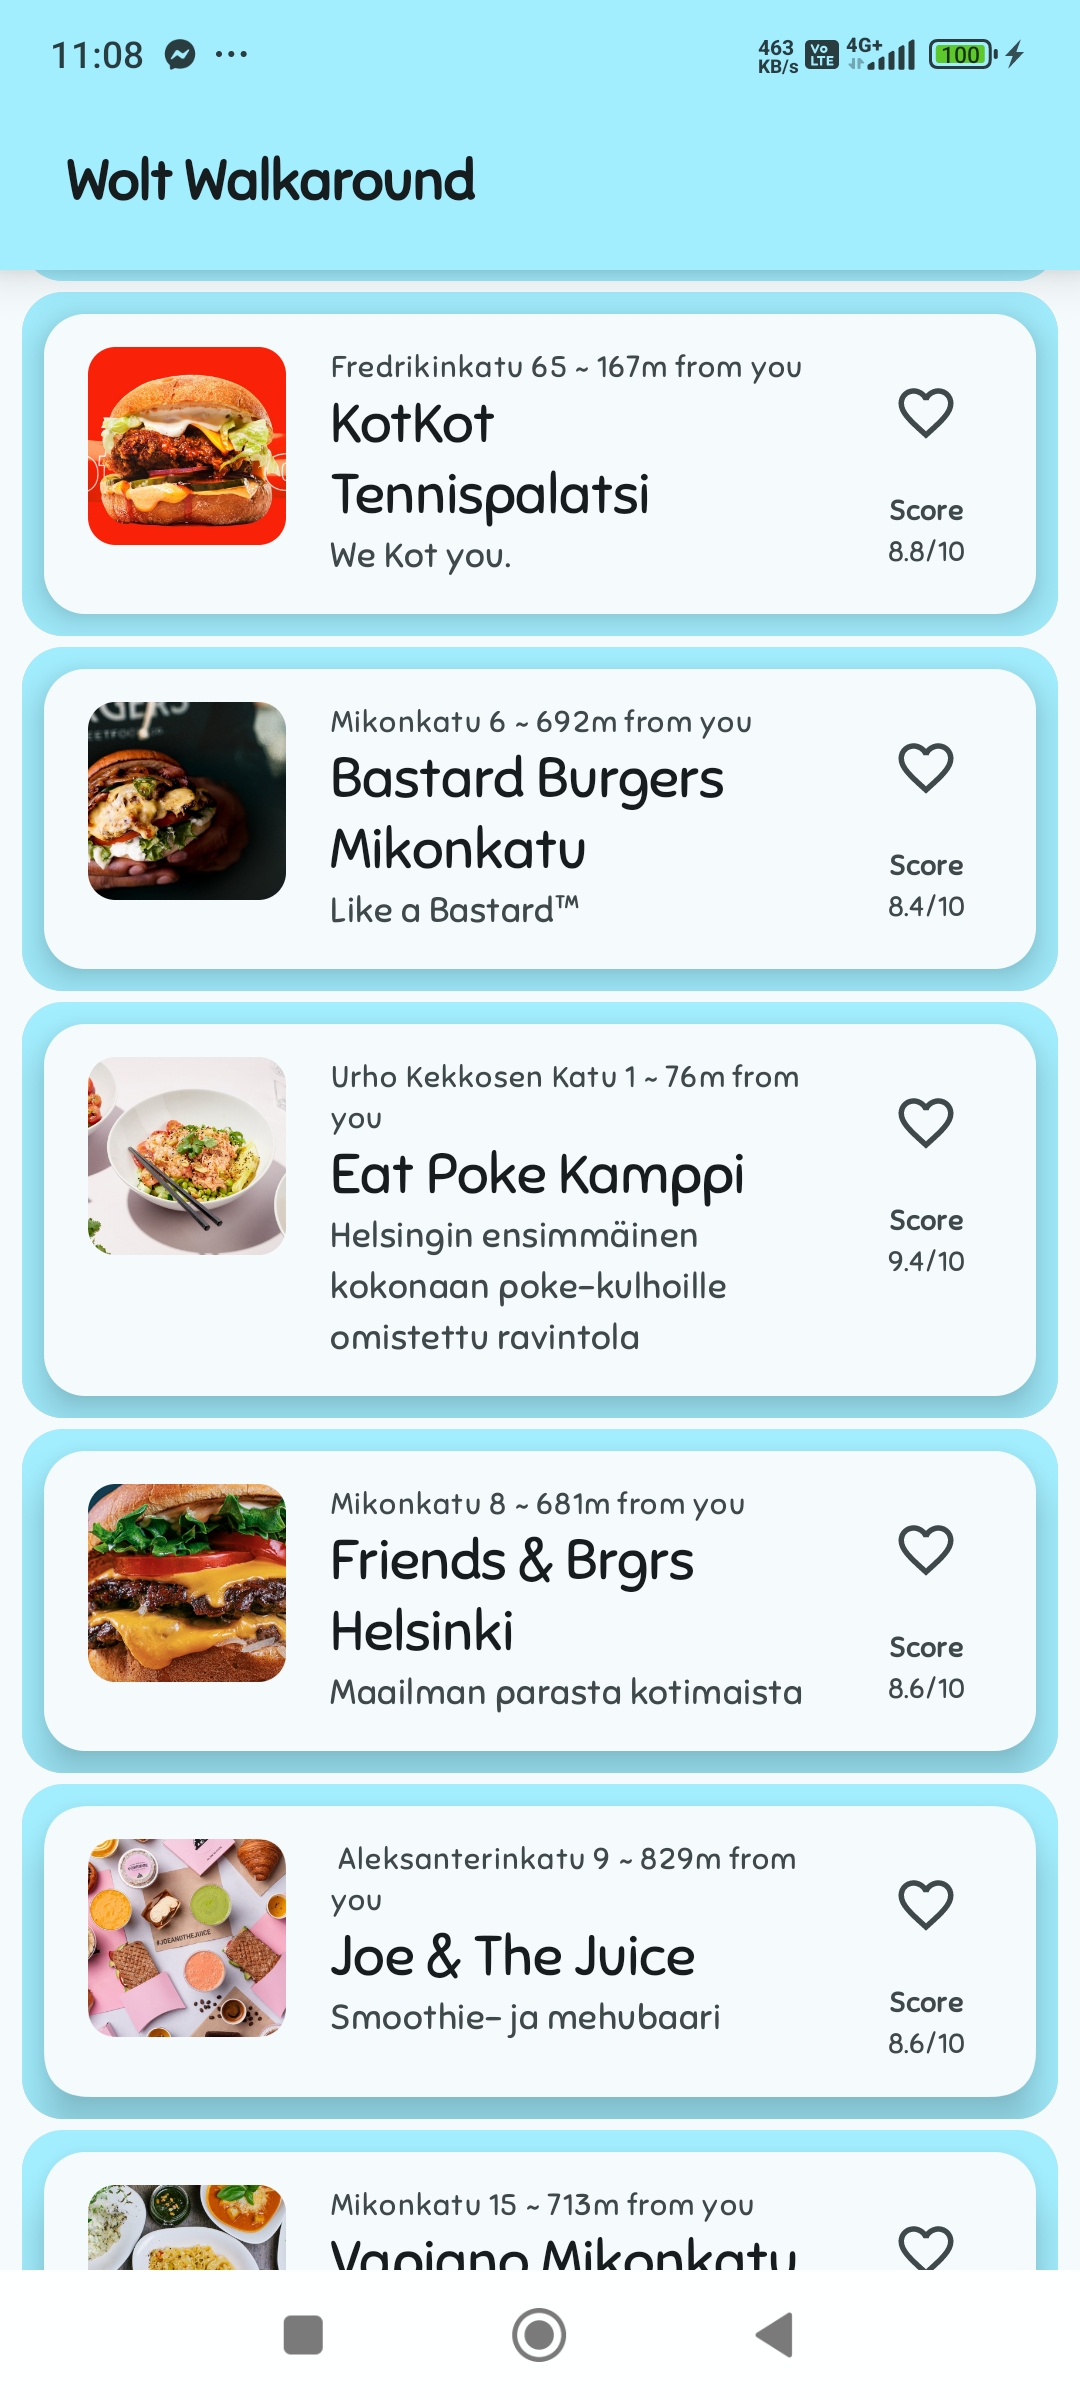 11:08
463
KB/s
Vo
LTE
4G+
100
Wolt Walkaround
Fredrikinkatu 65 ~ 167m from you
KotKot
Tennispalatsi
We Kot you.
Score
8.8/10
Mikonkatu 6 ~ 692m from you
Bastard Burgers
Mikonkatu
Like a Bastard™
Score
8.4/10
Urho Kekkosen Katu 1 ~ 76m from
you
Eat Poke Kamppi
Helsingin ensimmäinen
kokonaan poke-kulhoille
omistettu ravintola
Score
9.4/10
Mikonkatu 8 ~ 681m from you
Friends & Brgrs
Helsinki
Maailman parasta kotimaista
Score
8.6/10
Aleksanterinkatu 9 ~ 829m from
you
Joe & The Juice
Smoothie- ja mehubaari
Score
8.6/10
#JOEANDTHEJUICE
Mikonkatu 15 ~ 713m from you
Vapiano Mikonkatu